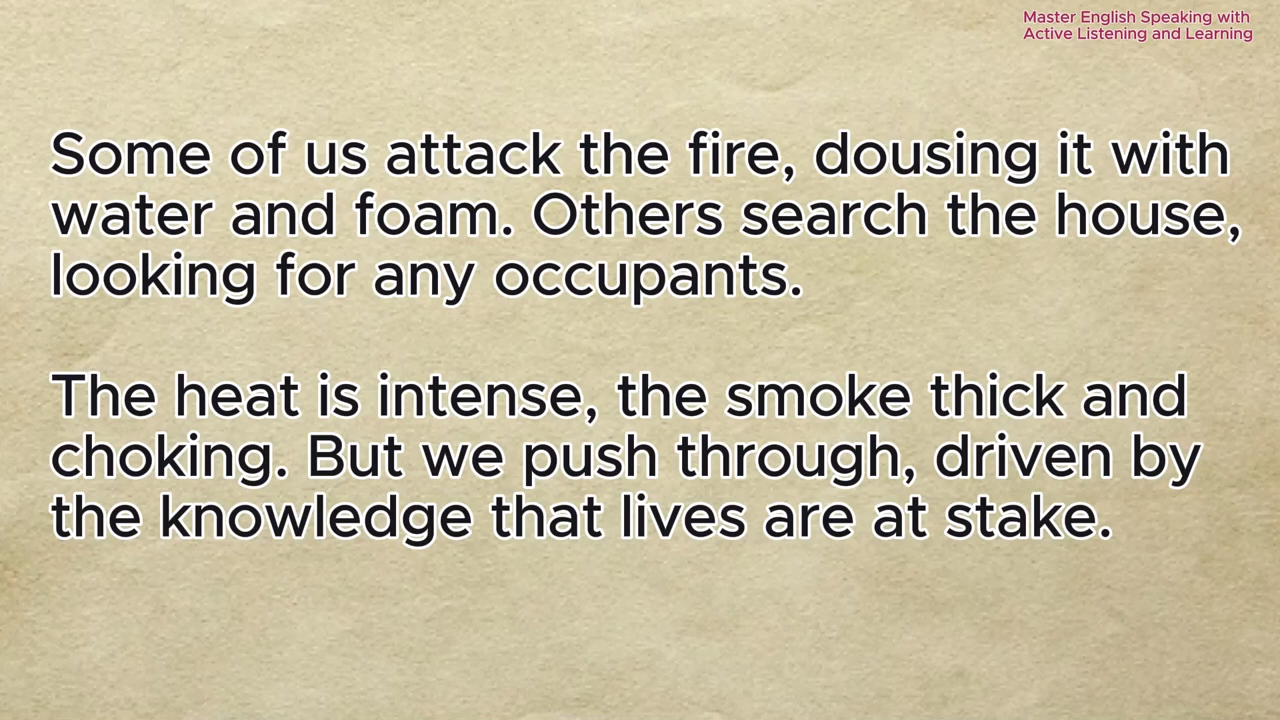 Master English Speaking with
Active Listening and Learning
Some of us attack the fire, dousing it with
water and foam. Others search the house,
looking for any occupants.
The heat is intense, the smoke thick and
choking. But we push through, driven by
the knowledge that lives are at stake.